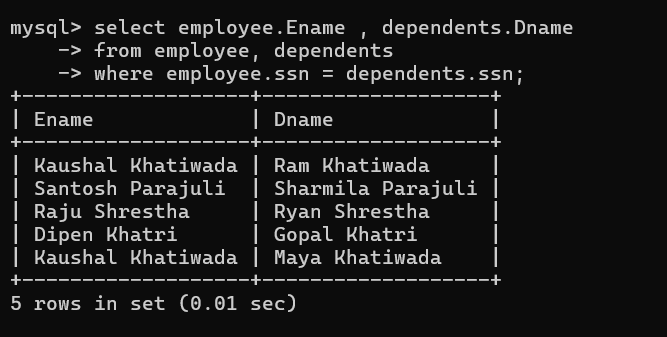 mysql> select employee.Ename , dependents.Dname
    -> from employee, dependents
    -> where employee.ssn = dependents.ssn;
+------------------+-------------------+
| Ename            | Dname             |
+------------------+-------------------+
| Kaushal Khatiwada | Ram Khatiwada     |
| Santosh Parajuli  | Sharmila Parajuli |
| Raju Shrestha     | Ryan Shrestha     |
| Dipen Khatri      | Gopal Khatri      |
| Kaushal Khatiwada | Maya Khatiwada    |
+-------------------+-------------------+
5 rows in set (0.01 sec)